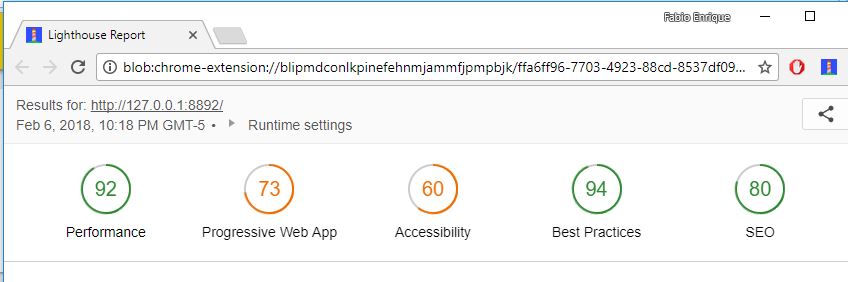 Fabio Enrique
Lighthouse Report
blob:chrome-extension://blipmdconlkpinefehnmjammfjpmpbjk/ffa6ff96-7703-4923-88cd-8537df09...
Results for: http://127.0.0.1:8892/
Feb 6, 2018, 10:18 PM GMT-5 • Runtime settings
92 73 60 94 80
Performance Progressive Web App Accessibility Best Practices SEO